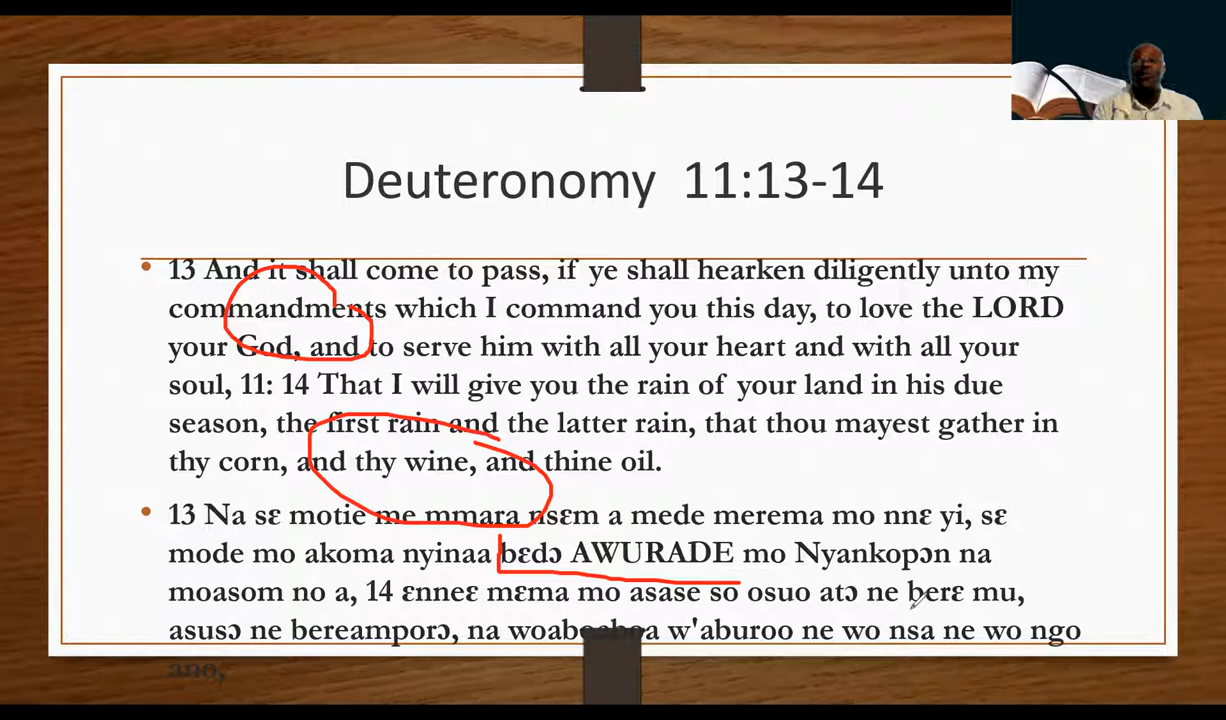 Deuteronomy 11:13-14
• 13 And it shall come to pass, if ye shall hearken diligently unto my
commandments which I command you this day, to love the LORD
your God, and to serve him with all your heart and with all your
soul, 11: 14 That I will give you the rain of your land in his due
season, the first rain and the latter rain, that thou mayest gather in
thy corn, and thy wine, and thine oil.
• 13 Na sɛ motie me mmara nsɛm a mede merema mo nnɛ yi, sɛ
mode mo akoma nyinaa bɛdɔ AWURADE mo Nyankopɔn na
moasom no a, 14 ɛnneɛ mɛma mo asase so osuo atɔ ne berɛ mu,
asusɔ ne bereamporɔ, na woaboaboa w'aburoo ne wo nsa ne wo ngo
ano,